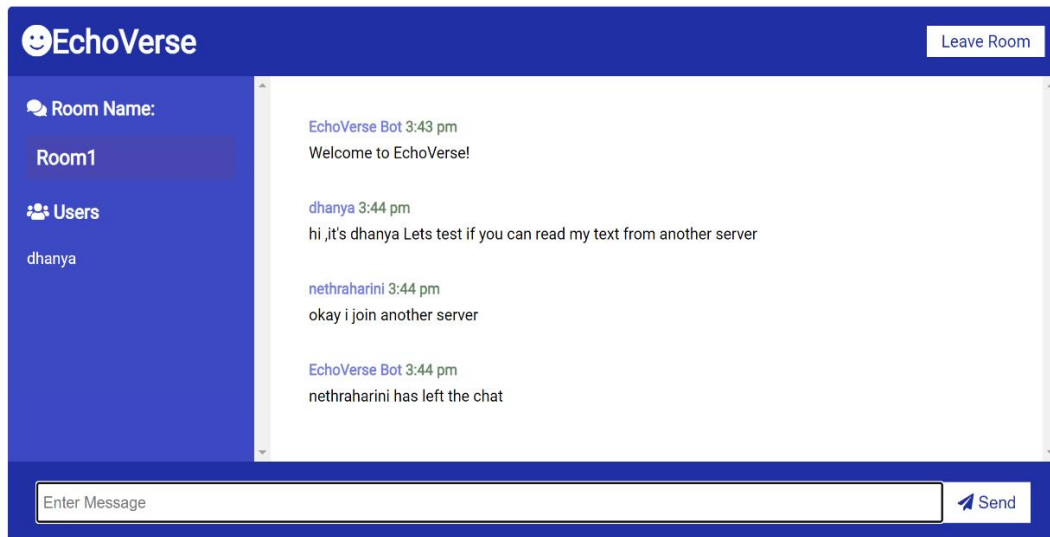 EchoVerse
Leave Room
Room Name:
Room1
Users
dhanya
EchoVerse Bot 3:43 pm
Welcome to EchoVerse!
dhanya 3:44 pm
hi ,it's dhanya Lets test if you can read my text from another server
nethraharini 3:44 pm
okay i join another server
EchoVerse Bot 3:44 pm
nethraharini has left the chat
Enter Message
Send